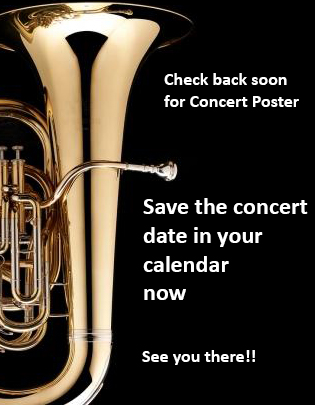 Check back soon
for Concert Poster
Save the concert
date in your
calendar
now
See you there!!